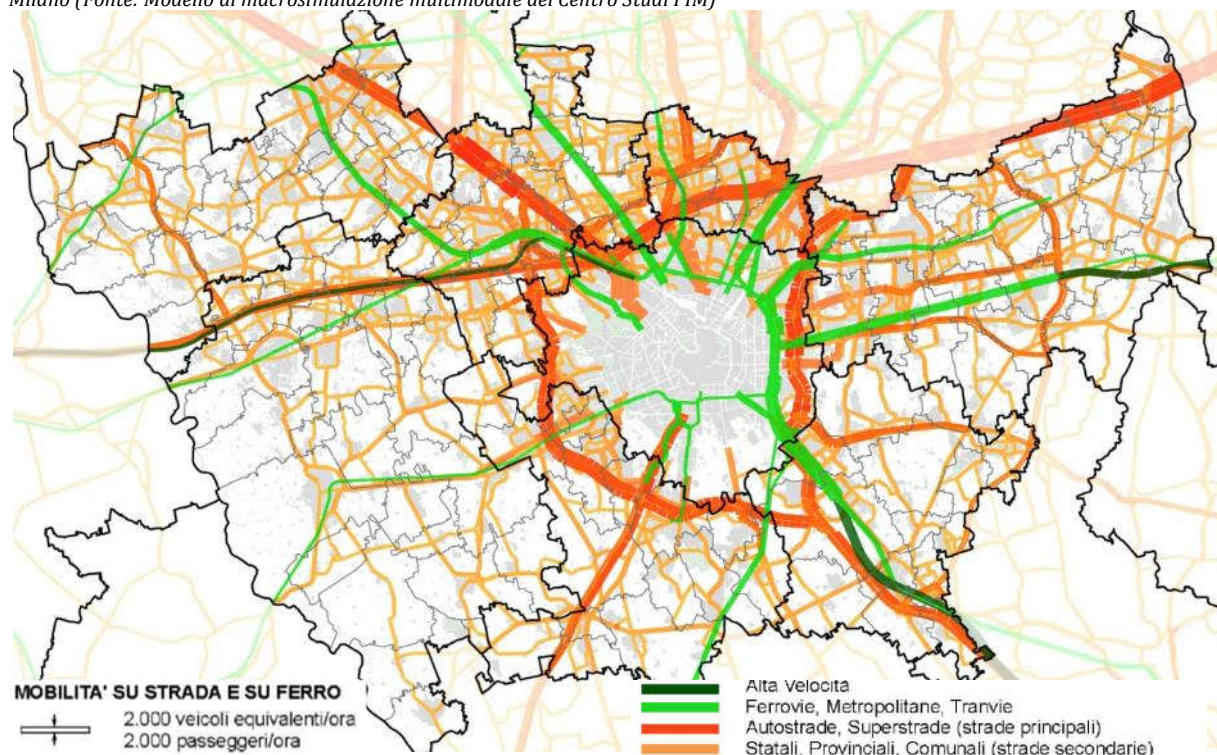 Milano (Fonte: Modello di macrosimulazione multimodale del Centro Studi PIM)
MOBILITA' SU STRADA E SU FERRO
2.000 veicoli equivalenti/ora
2.000 passeggeri/ora
Alta Velocità
Ferrovie, Metropolitane, Tranvie
Autostrade, Superstrade (strade principali)
Statali, Provinciali, Comunali (strade secondarie)